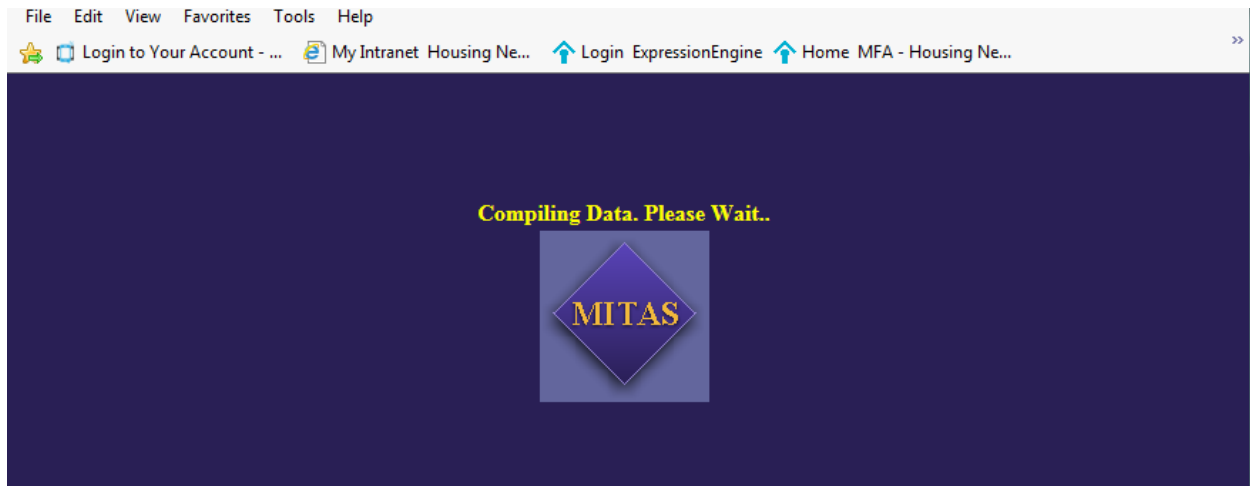 File Edit View Favorites Tools Help
Login to Your Account - ... My Intranet Housing Ne... Login ExpressionEngine Home MFA - Housing Ne...
Compiling Data. Please Wait..
MITAS